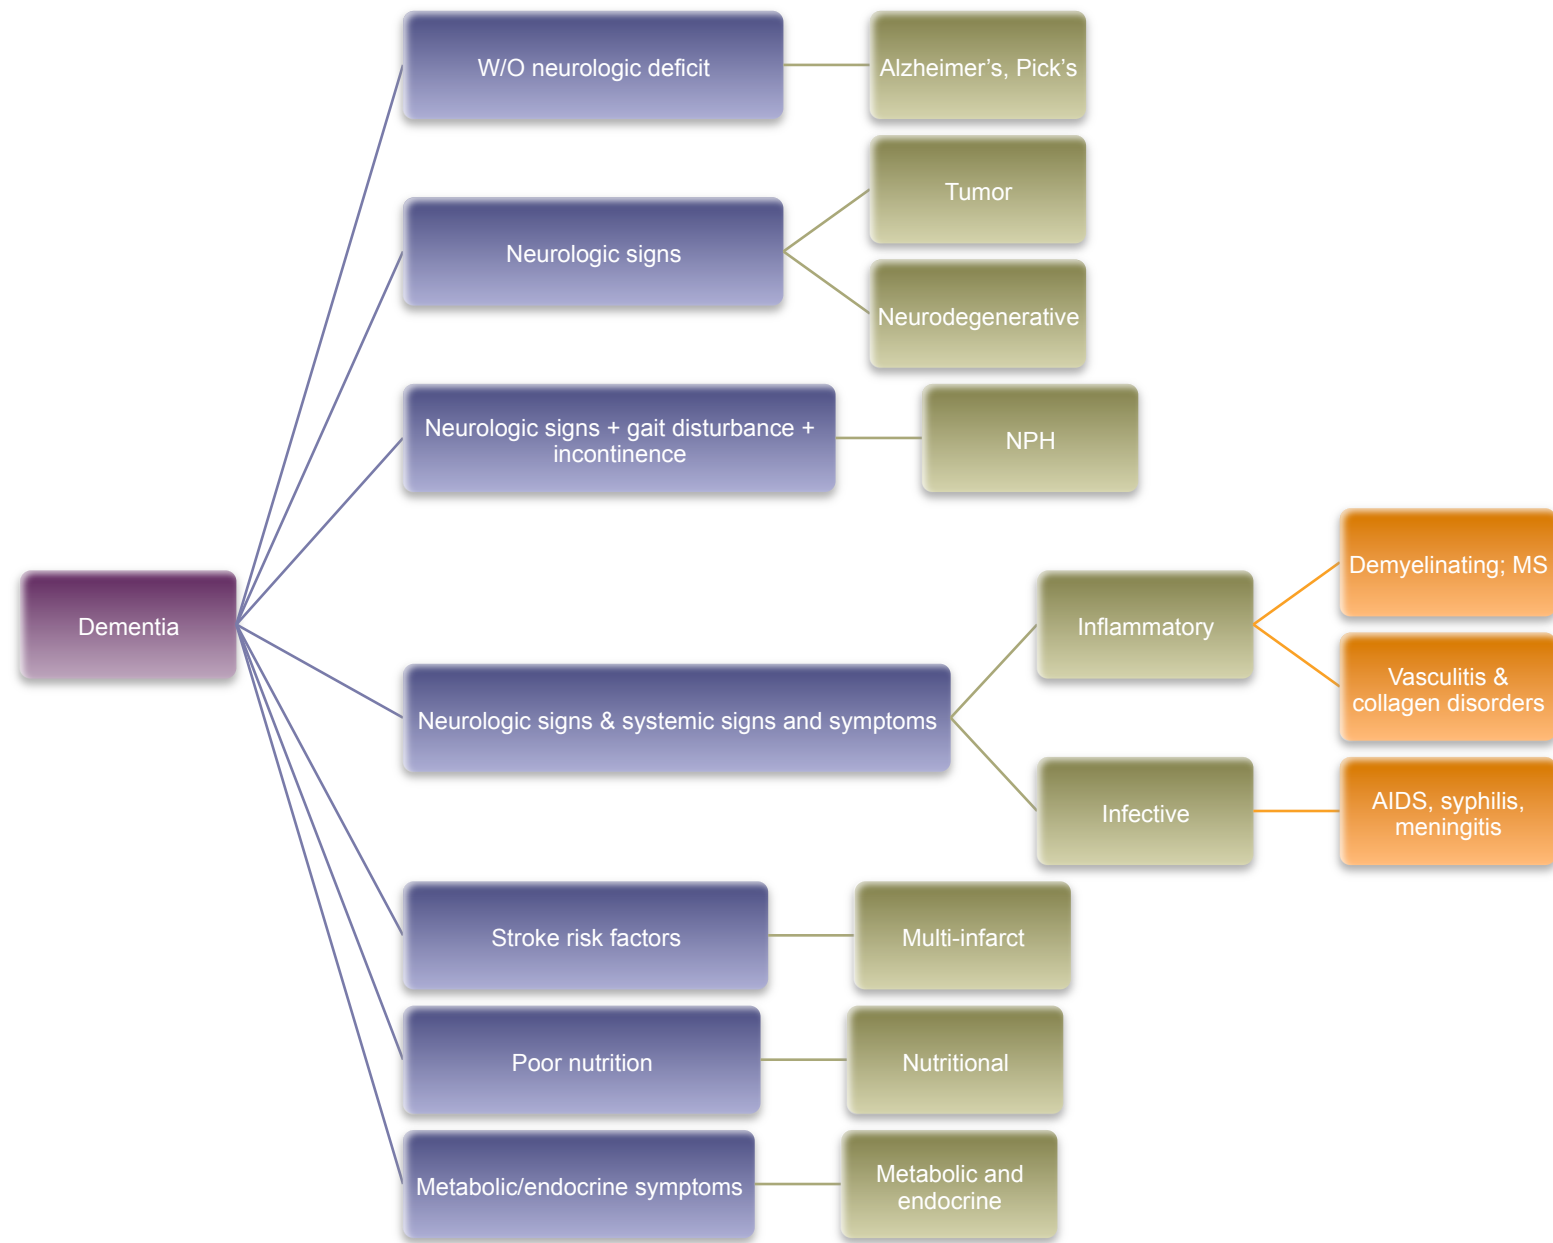 W/O neurologic deficit
Alzheimer’s, Pick’s
Tumor
Neurologic signs
Neurodegenerative
Neurologic signs + gait disturbance +
incontinence
NPH
Demyelinating; MS
Dementia
Inflammatory
Vasculitis &
collagen disorders
Neurologic signs & systemic signs and symptoms
Infective
AIDS, syphilis,
meningitis
Stroke risk factors
Multi-infarct
Poor nutrition
Nutritional
Metabolic/endocrine symptoms
Metabolic and
endocrine